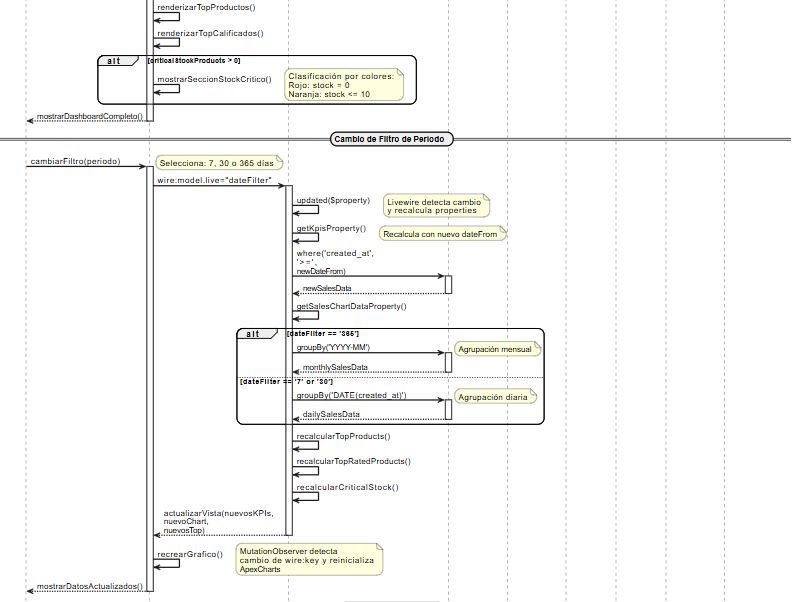 renderizarTopProductos()
renderizarTopCalificados()
alt [criticalStockProducts > 0]
mostrarSeccionStockCritico()
Clasificación por colores:
Rojo: stock = 0
Naranja: stock <= 10
mostrarDashboardCompleto()
Cambio de Filtro de Periodo
cambiarFiltro(periodo)
Selecciona: 7, 30 o 365 días
wire:model.live="dateFilter"
updated($property)
Livewire detecta cambio
y recalcula properties
getKpisProperty()
Recalcula con nuevo dateFrom
where('created_at',
'>=',
newDateFrom)
newSalesData
getSalesChartDataProperty()
alt [dateFilter == '365']
groupBy('YYYY-MM')
Agrupación mensual
monthlySalesData
[dateFilter == '7' or '30']
groupBy('DATE(created_at)')
Agrupación diaria
dailySalesData
recalcularTopProducts()
recalcularTopRatedProducts()
recalcularCriticalStock()
actualizarVista(nuevosKPIs,
nuevoChart,
nuevosTop)
recrearGrafico()
MutationObserver detecta
cambio de wire:key y reinicializa
ApexCharts
mostrarDatosActualizados()